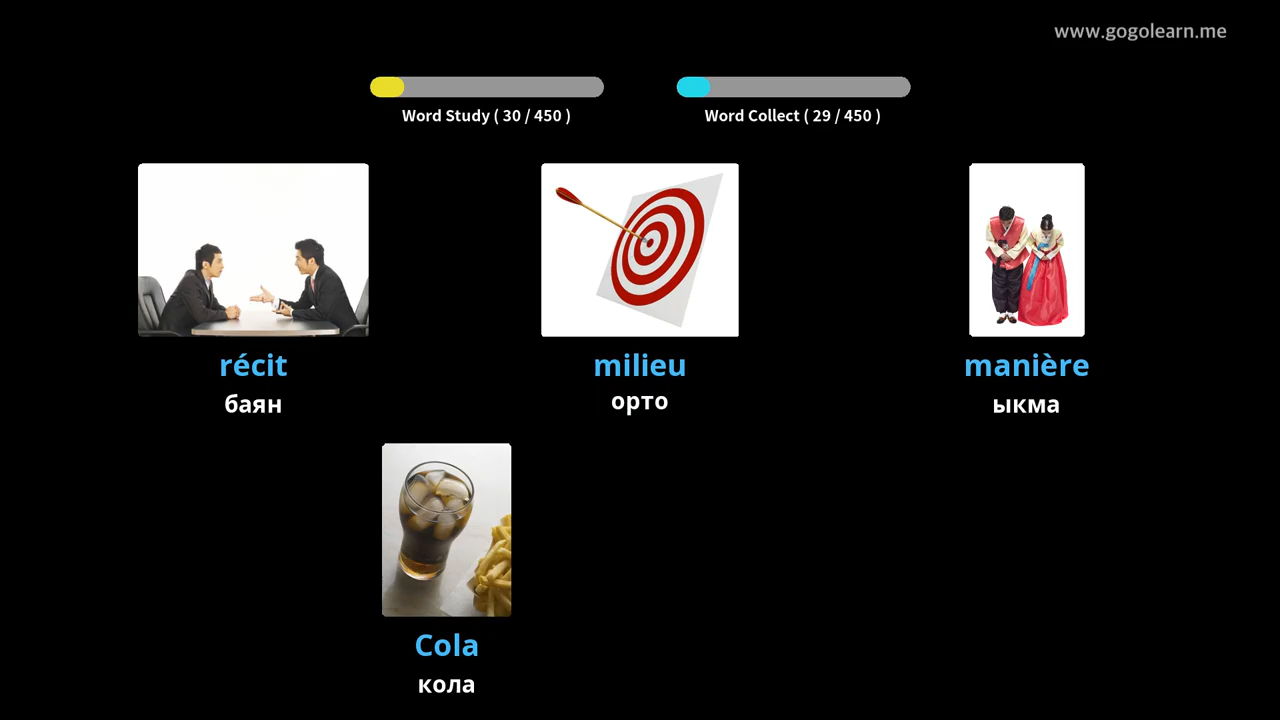 www.gogolearn.me
Word Study ( 30 / 450 )
Word Collect ( 29 / 450 )
récit
баян
milieu
орто
manière
ыкма
Cola
кола